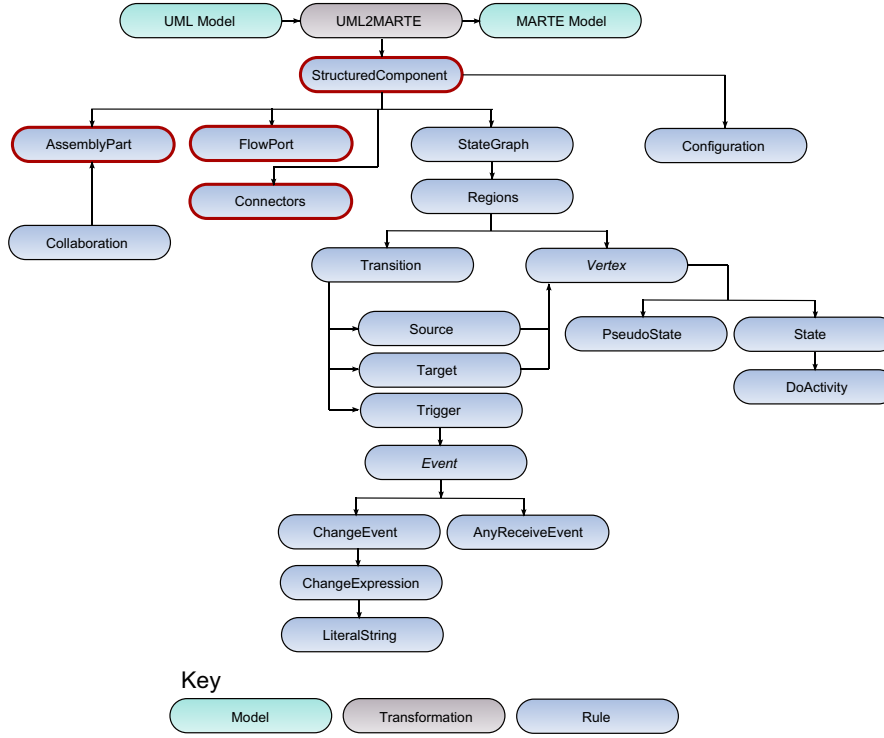 UML Model
UML2MARTE
MARTE Model
StructuredComponent
AssemblyPart
FlowPort
StateGraph
Configuration
Connectors
Regions
Collaboration
Transition
Vertex
Source
PseudoState
State
Target
DoActivity
Trigger
Event
ChangeEvent
AnyReceiveEvent
ChangeExpression
LiteralString
Key
Model
Transformation
Rule